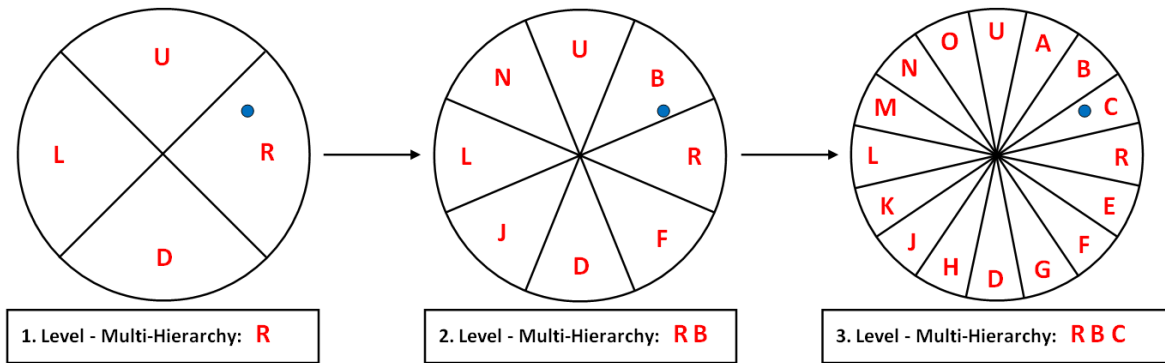 U
L
R
D
1. Level - Multi-Hierarchy: R
U
N
B
L
R
J
F
D
2. Level - Multi-Hierarchy: R B
U
O
A
N
B
M
C
L
R
K
E
J
F
H
G
D
3. Level - Multi-Hierarchy: R B C